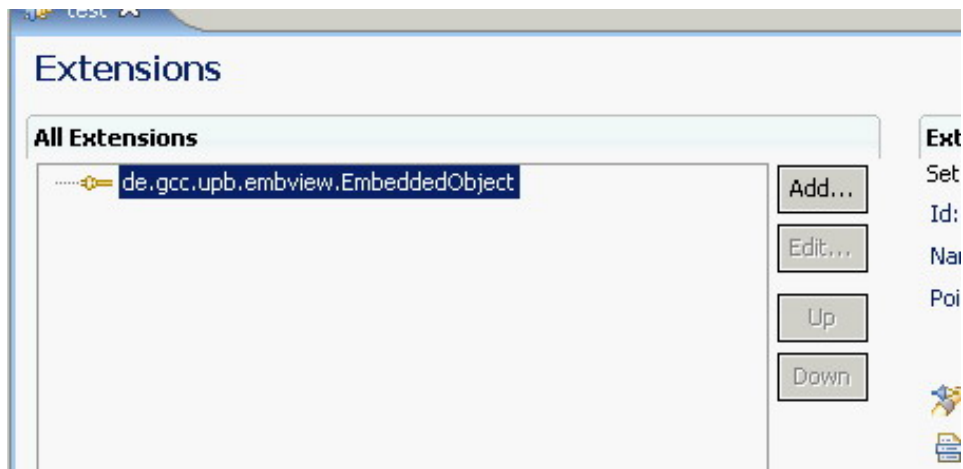 test
Extensions
All Extensions
de.gcc.upb.embview.EmbeddedObject
Add...
Edit...
Up
Down
Ext
Set
Id:
Nar
Poi